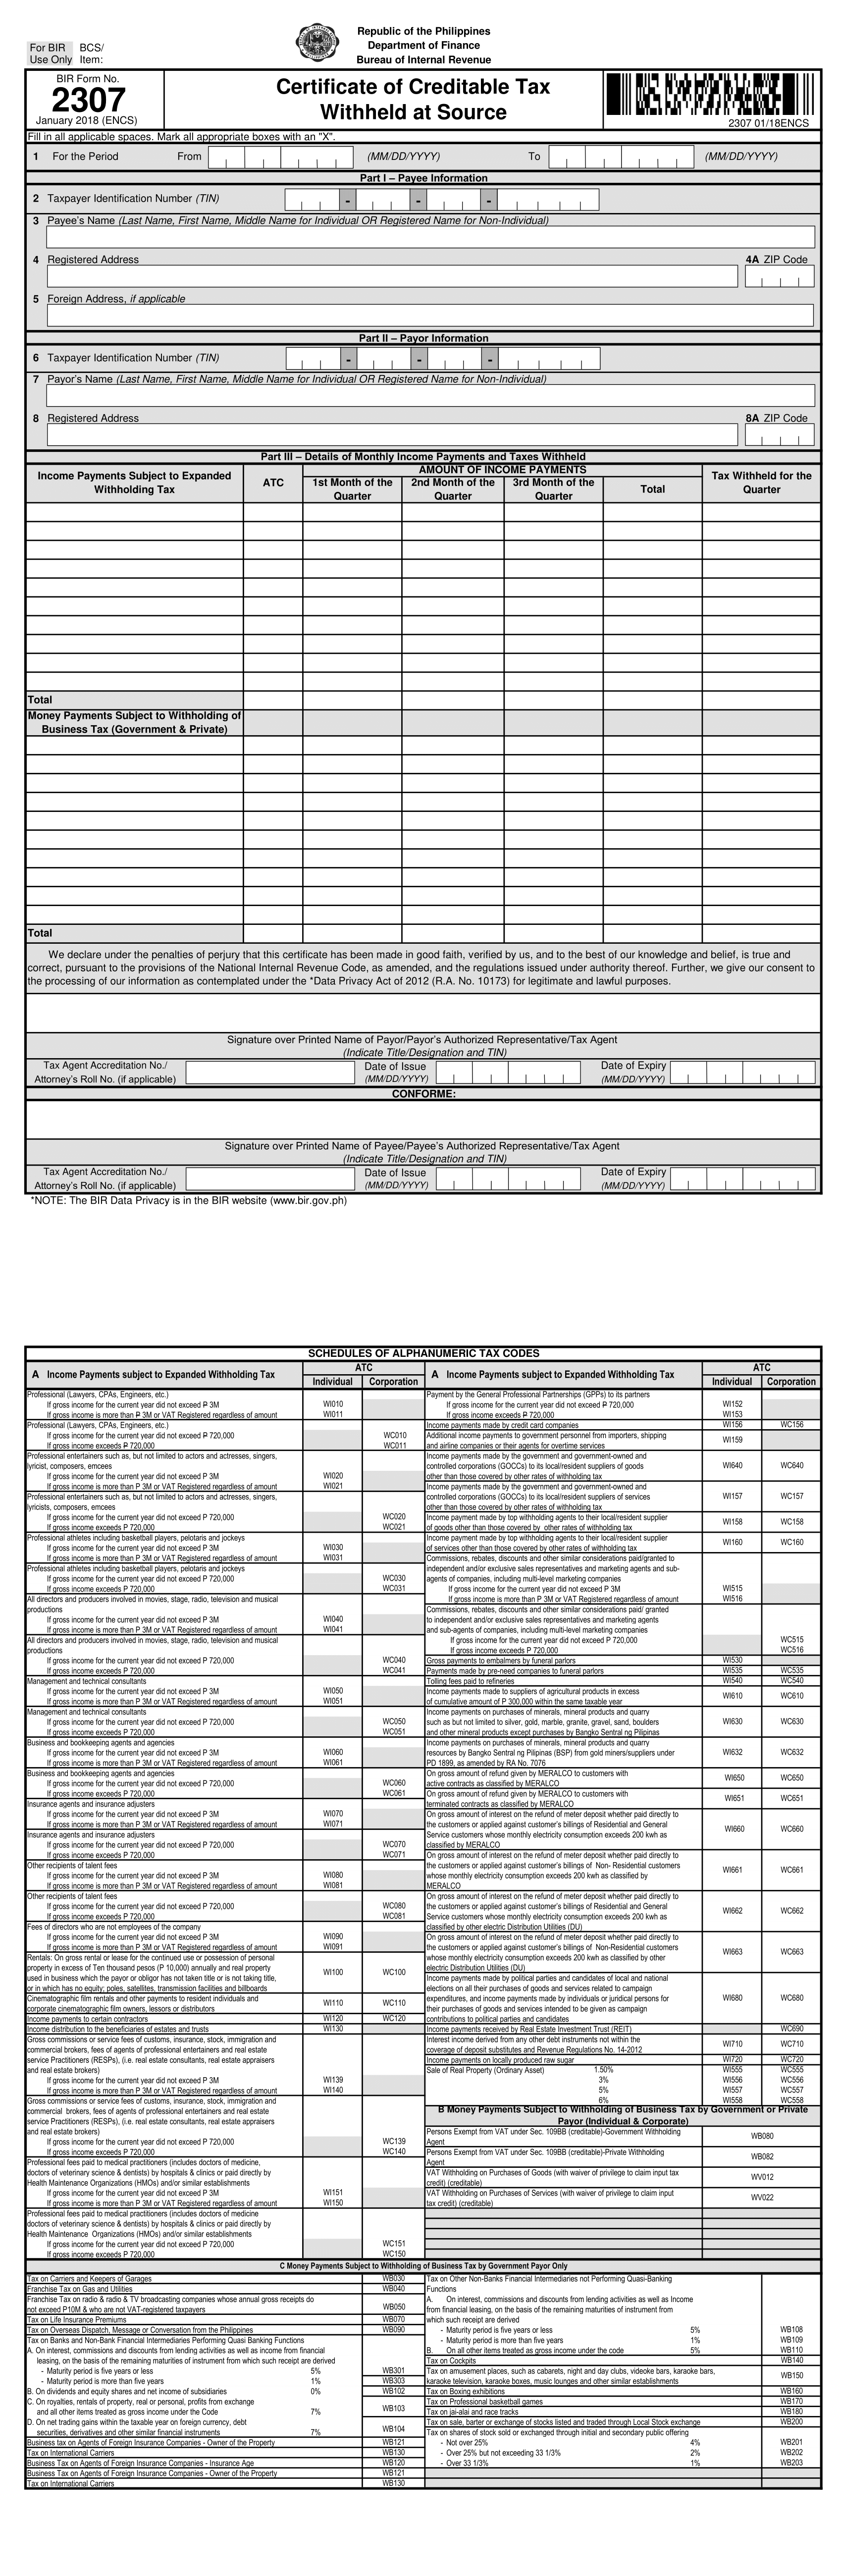 For BIR BCS/
Use Only Item:
Republic of the Philippines
Department of Finance
Bureau of Internal Revenue
BIR Form No.
2307
January 2018 (ENCS)
Certificate of Creditable Tax
Withheld at Source
2307 01/18ENCS
Fill in all applicable spaces. Mark all appropriate boxes with an "X".
1 For the Period From (MM/DD/YYYY) To (MM/DD/YYYY)
Part I – Payee Information
2 Taxpayer Identification Number (TIN) - - -
3 Payee's Name (Last Name, First Name, Middle Name for Individual OR Registered Name for Non-Individual)
4 Registered Address 4A ZIP Code
5 Foreign Address, if applicable
Part II – Payor Information
6 Taxpayer Identification Number (TIN) - - -
7 Payor's Name (Last Name, First Name, Middle Name for Individual OR Registered Name for Non-Individual)
8 Registered Address 8A ZIP Code
Part III – Details of Monthly Income Payments and Taxes Withheld
Income Payments Subject to Expanded
Withholding Tax
ATC
AMOUNT OF INCOME PAYMENTS
1st Month of the
Quarter
2nd Month of the
Quarter
3rd Month of the
Quarter
Total
Tax Withheld for the
Quarter
Total
Money Payments Subject to Withholding of
Business Tax (Government & Private)
Total
We declare under the penalties of perjury that this certificate has been made in good faith, verified by us, and to the best of our knowledge and belief, is true and
correct, pursuant to the provisions of the National Internal Revenue Code, as amended, and the regulations issued under authority thereof. Further, we give our consent to
the processing of our information as contemplated under the *Data Privacy Act of 2012 (R.A. No. 10173) for legitimate and lawful purposes.
Signature over Printed Name of Payor/Payor's Authorized Representative/Tax Agent
(Indicate Title/Designation and TIN)
Tax Agent Accreditation No./
Attorney's Roll No. (if applicable)
Date of Issue
(MM/DD/YYYY)
Date of Expiry
(MM/DD/YYYY)
CONFORME:
Signature over Printed Name of Payee/Payee's Authorized Representative/Tax Agent
(Indicate Title/Designation and TIN)
Tax Agent Accreditation No./
Attorney's Roll No. (if applicable)
Date of Issue
(MM/DD/YYYY)
Date of Expiry
(MM/DD/YYYY)
*NOTE: The BIR Data Privacy is in the BIR website (www.bir.gov.ph)
SCHEDULES OF ALPHANUMERIC TAX CODES
A Income Payments subject to Expanded Withholding Tax
ATC
Individual Corporation
Professional (Lawyers, CPAs, Engineers, etc.)
If gross income for the current year did not exceed P 3M WI010
If gross income is more than P 3M or VAT Registered regardless of amount WI011
Professional (Lawyers, CPAs, Engineers, etc.)
If gross income for the current year did not exceed P 720,000 WC010
If gross income exceeds P 720,000 WC011
Professional entertainers such as, but not limited to actors and actresses, singers,
lyricist, composers, emcees
If gross income for the current year did not exceed P 3M WI020
If gross income is more than P 3M or VAT Registered regardless of amount WI021
Professional entertainers such as, but not limited to actors and actresses, singers,
lyricists, composers, emcees
If gross income for the current year did not exceed P 720,000 WC020
If gross income exceeds P 720,000 WC021
Professional athletes including basketball players, pelotaris and jockeys
If gross income for the current year did not exceed P 3M WI030
If gross income is more than P 3M or VAT Registered regardless of amount WI031
Professional athletes including basketball players, pelotaris and jockeys
If gross income for the current year did not exceed P 720,000 WC030
If gross income exceeds P 720,000 WC031
All directors and producers involved in movies, stage, radio, television and musical
productions
If gross income for the current year did not exceed P 3M WI040
If gross income is more than P 3M or VAT Registered regardless of amount WI041
All directors and producers involved in movies, stage, radio, television and musical
productions
If gross income for the current year did not exceed P 720,000 WC040
If gross income exceeds P 720,000 WC041
Management and technical consultants
If gross income for the current year did not exceed P 3M WI050
If gross income is more than P 3M or VAT Registered regardless of amount WI051
Management and technical consultants
If gross income for the current year did not exceed P 720,000 WC050
If gross income exceeds P 720,000 WC051
Business and bookkeeping agents and agencies
If gross income for the current year did not exceed P 3M WI060
If gross income is more than P 3M or VAT Registered regardless of amount WI061
Business and bookkeeping agents and agencies
If gross income for the current year did not exceed P 720,000 WC060
If gross income exceeds P 720,000 WC061
Insurance agents and insurance adjusters
If gross income for the current year did not exceed P 3M WI070
If gross income is more than P 3M or VAT Registered regardless of amount WI071
Insurance agents and insurance adjusters
If gross income for the current year did not exceed P 720,000 WC070
If gross income exceeds P 720,000 WC071
Other recipients of talent fees
If gross income for the current year did not exceed P 3M WI080
If gross income is more than P 3M or VAT Registered regardless of amount WI081
Other recipients of talent fees
If gross income for the current year did not exceed P 720,000 WC080
If gross income exceeds P 720,000 WC081
Fees of directors who are not employees of the company
If gross income for the current year did not exceed P 3M WI090
If gross income is more than P 3M or VAT Registered regardless of amount WI091
Rentals: On gross rental or lease for the continued use or possession of personal
property in excess of Ten thousand pesos (P 10,000) annually and real property
used in business which the payor or obligor has not taken title or is not taking title,
or in which has no equity; poles, satellites, transmission facilities and billboards
WI100 WC100
Cinematographic film rentals and other payments to resident individuals and
corporate cinematographic film owners, lessors or distributors
WI110 WC110
Income payments to certain contractors WI120 WC120
Income distribution to the beneficiaries of estates and trusts WI130
Gross commissions or service fees of customs, insurance, stock, immigration and
commercial brokers, fees of agents of professional entertainers and real estate
service Practitioners (RESPs), (i.e. real estate consultants, real estate appraisers
and real estate brokers)
If gross income for the current year did not exceed P 3M WI139
If gross income is more than P 3M or VAT Registered regardless of amount WI140
Gross commissions or service fees of customs, insurance, stock, immigration and
commercial brokers, fees of agents of professional entertainers and real estate
service Practitioners (RESPs), (i.e. real estate consultants, real estate appraisers
and real estate brokers)
If gross income for the current year did not exceed P 720,000 WC139
If gross income exceeds P 720,000 WC140
Professional fees paid to medical practitioners (includes doctors of medicine,
doctors of veterinary science & dentists) by hospitals & clinics or paid directly by
Health Maintenance Organizations (HMOs) and/or similar establishments
If gross income for the current year did not exceed P 3M WI151
If gross income is more than P 3M or VAT Registered regardless of amount WI150
Professional fees paid to medical practitioners (includes doctors of medicine
doctors of veterinary science & dentists) by hospitals & clinics or paid directly by
Health Maintenance Organizations (HMOs) and/or similar establishments
If gross income for the current year did not exceed P 720,000 WC151
If gross income exceeds P 720,000 WC150
A Income Payments subject to Expanded Withholding Tax
ATC
Individual Corporation
Payment by the General Professional Partnerships (GPPs) to its partners
If gross income for the current year did not exceed P 720,000 WI152
If gross income exceeds P 720,000 WI153
Income payments made by credit card companies WI156 WC156
Additional income payments to government personnel from importers, shipping
and airline companies or their agents for overtime services
WI159
Income payments made by the government and government-owned and
controlled corporations (GOCCs) to its local/resident suppliers of goods
other than those covered by other rates of withholding tax
WI640 WC640
Income payments made by the government and government-owned and
controlled corporations (GOCCs) to its local/resident suppliers of services
other than those covered by other rates of withholding tax
WI157 WC157
Income payment made by top withholding agents to their local/resident supplier
of goods other than those covered by other rates of withholding tax
WI158 WC158
Income payment made by top withholding agents to their local/resident supplier
of services other than those covered by other rates of withholding tax
WI160 WC160
Commissions, rebates, discounts and other similar considerations paid/granted to
independent and/or exclusive sales representatives and marketing agents and sub-
agents of companies, including multi-level marketing companies
If gross income for the current year did not exceed P 3M WI515
If gross income is more than P 3M or VAT Registered regardless of amount WI516
Commissions, rebates, discounts and other similar considerations paid/ granted
to independent and/or exclusive sales representatives and marketing agents
and sub-agents of companies, including multi-level marketing companies
If gross income for the current year did not exceed P 720,000 WC515
If gross income exceeds P 720,000 WC516
Gross payments to embalmers by funeral parlors WI530
Payments made by pre-need companies to funeral parlors WI535 WC535
Tolling fees paid to refineries WI540 WC540
Income payments made to suppliers of agricultural products in excess
of cumulative amount of P 300,000 within the same taxable year
WI610 WC610
Income payments on purchases of minerals, mineral products and quarry
such as but not limited to silver, gold, marble, granite, gravel, sand, boulders
and other mineral products except purchases by Bangko Sentral ng Pilipinas
WI630 WC630
Income payments on purchases of minerals, mineral products and quarry
resources by Bangko Sentral ng Pilipinas (BSP) from gold miners/suppliers under
PD 1899, as amended by RA No. 7076
WI632 WC632
On gross amount of refund given by MERALCO to customers with
active contracts as classified by MERALCO
WI650 WC650
On gross amount of refund given by MERALCO to customers with
terminated contracts as classified by MERALCO
WI651 WC651
On gross amount of interest on the refund of meter deposit whether paid directly to
the customers or applied against customer's billings of Residential and General
Service customers whose monthly electricity consumption exceeds 200 kwh as
classified by MERALCO
WI660 WC660
On gross amount of interest on the refund of meter deposit whether paid directly to
the customers or applied against customer's billings of Non- Residential customers
whose monthly electricity consumption exceeds 200 kwh as classified by
MERALCO
WI661 WC661
On gross amount of interest on the refund of meter deposit whether paid directly to
the customers or applied against customer's billings of Residential and General
Service customers whose monthly electricity consumption exceeds 200 kwh as
classified by other electric Distribution Utilities (DU)
WI662 WC662
On gross amount of interest on the refund of meter deposit whether paid directly to
the customers or applied against customer's billings of Non-Residential customers
whose monthly electricity consumption exceeds 200 kwh as classified by other
electric Distribution Utilities (DU)
WI663 WC663
Income payments made by political parties and candidates of local and national
elections on all their purchases of goods and services related to campaign
expenditures, and income payments made by individuals or juridical persons for
their purchases of goods and services intended to be given as campaign
contributions to political parties and candidates
WI680 WC680
Income payments received by Real Estate Investment Trust (REIT) WC690
Interest income derived from any other debt instruments not within the
coverage of deposit substitutes and Revenue Regulations No. 14-2012
WI710 WC710
Income payments on locally produced raw sugar WI720 WC720
Sale of Real Property (Ordinary Asset) 1.50% WI555 WC555
3% WI556 WC556
5% WI557 WC557
6% WI558 WC558
B Money Payments Subject to Withholding of Business Tax by Government or Private
Payor (Individual & Corporate)
Persons Exempt from VAT under Sec. 109BB (creditable)-Government Withholding
Agent
WB080
Persons Exempt from VAT under Sec. 109BB (creditable)-Private Withholding
Agent
WB082
VAT Withholding on Purchases of Goods (with waiver of privilege to claim input tax
credit) (creditable)
WV012
VAT Withholding on Purchases of Services (with waiver of privilege to claim input
tax credit) (creditable)
WV022
C Money Payments Subject to Withholding of Business Tax by Government Payor Only
Tax on Carriers and Keepers of Garages WB030
Franchise Tax on Gas and Utilities WB040
Franchise Tax on radio & radio & TV broadcasting companies whose annual gross receipts do
not exceed P10M & who are not VAT-registered taxpayers
WB050
Tax on Life Insurance Premiums WB070
Tax on Overseas Dispatch, Message or Conversation from the Philippines WB090
Tax on Banks and Non-Bank Financial Intermediaries Performing Quasi Banking Functions
A. On interest, commissions and discounts from lending activities as well as income from financial
leasing, on the basis of the remaining maturities of instrument from which such receipt are derived
- Maturity period is five years or less 5% WB301
- Maturity period is more than five years 1% WB303
B. On dividends and equity shares and net income of subsidiaries 0% WB102
C. On royalties, rentals of property, real or personal, profits from exchange
and all other items treated as gross income under the Code 7% WB103
D. On net trading gains within the taxable year on foreign currency, debt
securities, derivatives and other similar financial instruments 7% WB104
Business tax on Agents of Foreign Insurance Companies - Owner of the Property WB121
Tax on International Carriers WB130
Business Tax on Agents of Foreign Insurance Companies - Insurance Age WB120
Business Tax on Agents of Foreign Insurance Companies - Owner of the Property WB121
Tax on International Carriers WB130
Tax on Other Non-Banks Financial Intermediaries not Performing Quasi-Banking
Functions
A. On interest, commissions and discounts from lending activities as well as Income
from financial leasing, on the basis of the remaining maturities of instrument from
which such receipt are derived
- Maturity period is five years or less 5% WB108
- Maturity period is more than five years 1% WB109
B. On all other items treated as gross income under the code 5% WB110
Tax on Cockpits WB140
Tax on amusement places, such as cabarets, night and day clubs, videoke bars, karaoke bars,
karaoke television, karaoke boxes, music lounges and other similar establishments
WB150
Tax on Boxing exhibitions WB160
Tax on Professional basketball games WB170
Tax on jai-alai and race tracks WB180
Tax on sale, barter or exchange of stocks listed and traded through Local Stock exchange WB200
Tax on shares of stock sold or exchanged through initial and secondary public offering
- Not over 25% 4% WB201
- Over 25% but not exceeding 33 1/3% 2% WB202
- Over 33 1/3% 1% WB203